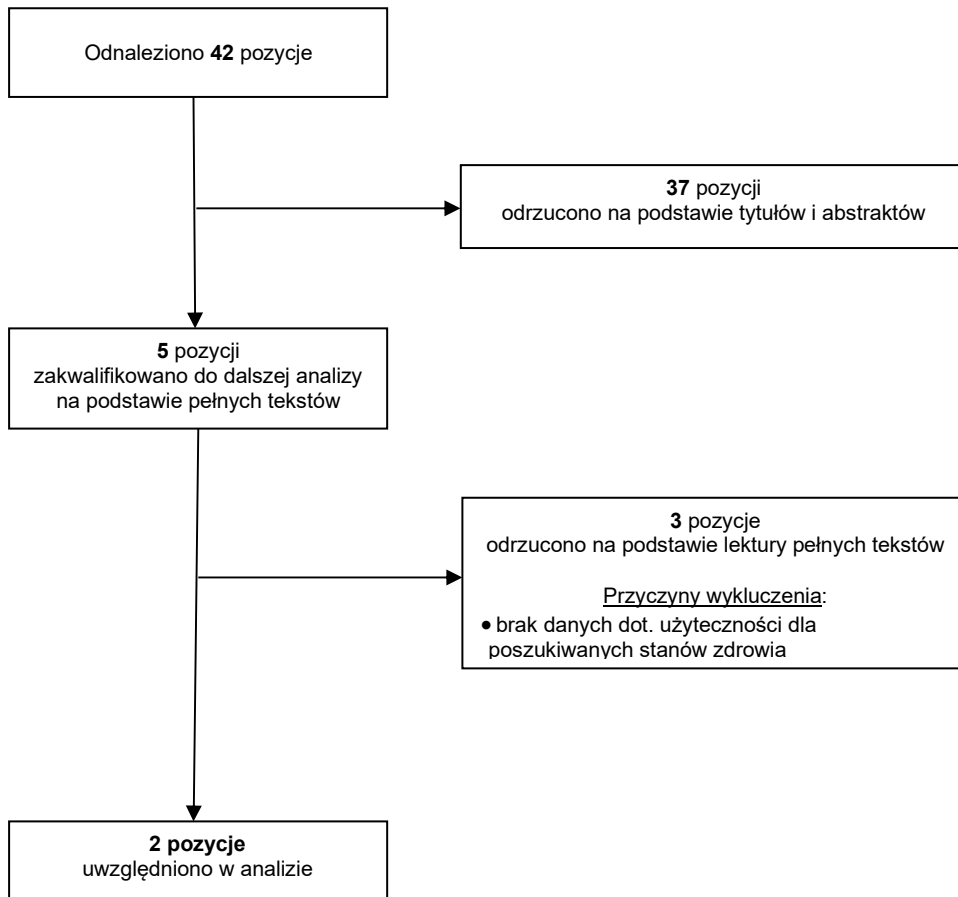 Odnaleziono 42 pozycje
37 pozycji
odrzucono na podstawie tytułów i abstraktów
5 pozycji
zakwalifikowano do dalszej analizy
na podstawie pełnych tekstów
3 pozycje
odrzucono na podstawie lektury pełnych tekstów
Przyczyny wykluczenia:
• brak danych dot. użyteczności dla
poszukiwanych stanów zdrowia
2 pozycje
uwzględniono w analizie